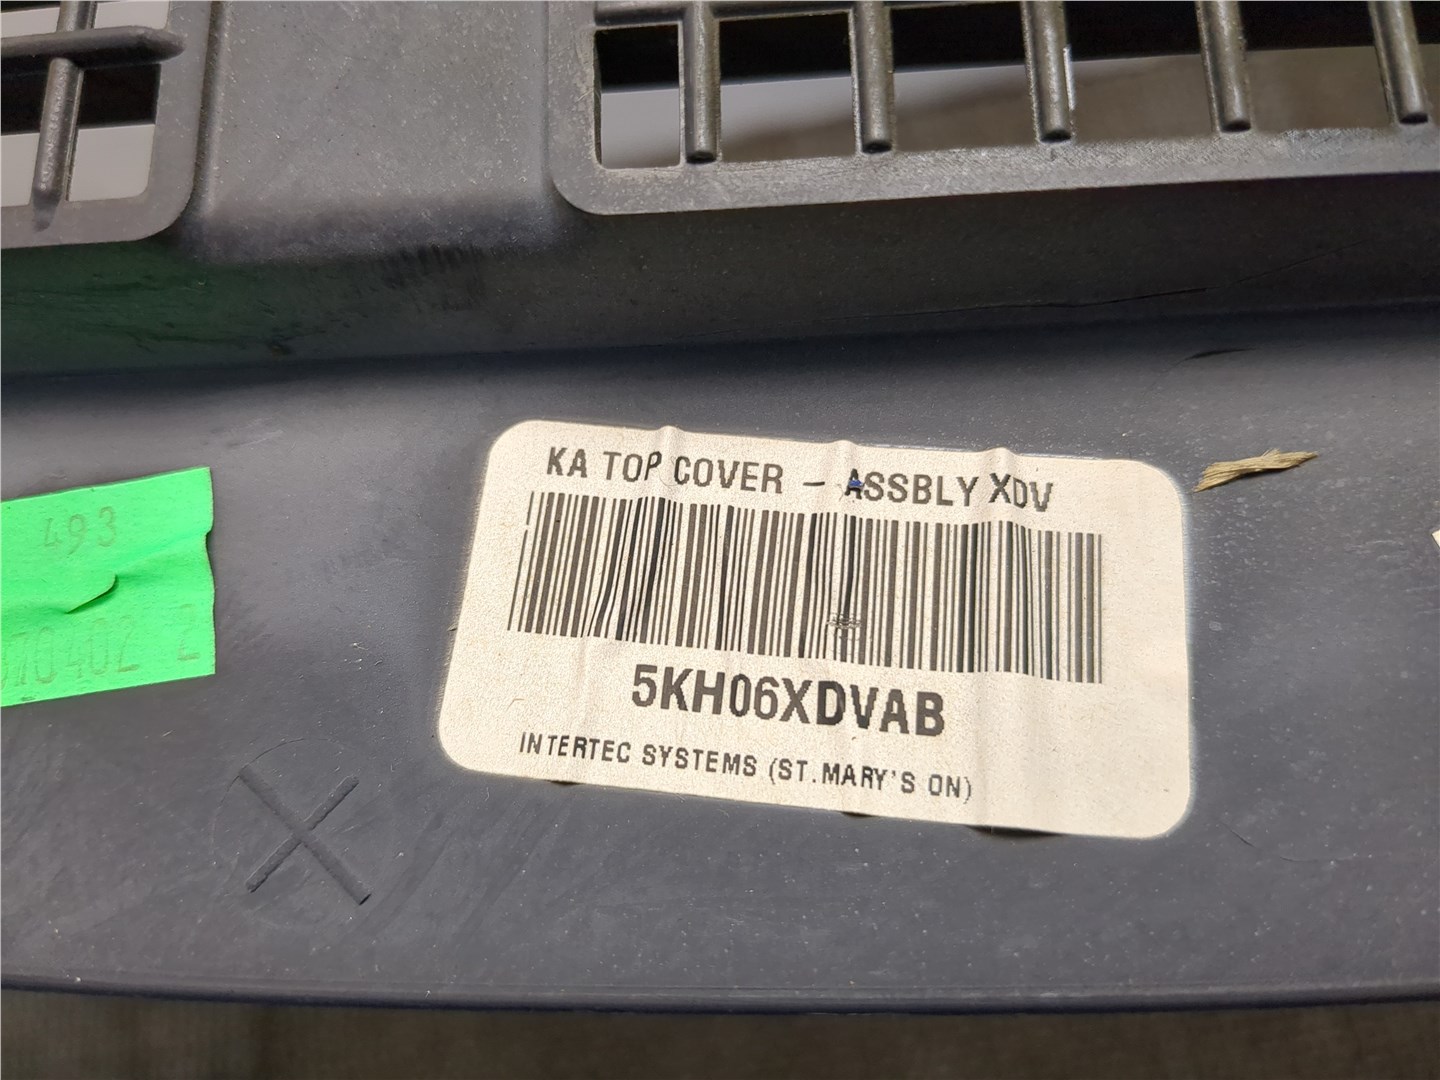 KA TOP COVER - ASSBLY XDV
5KH06XDVAB
INTERTEC SYSTEMS (ST.MARY'S ON)
493